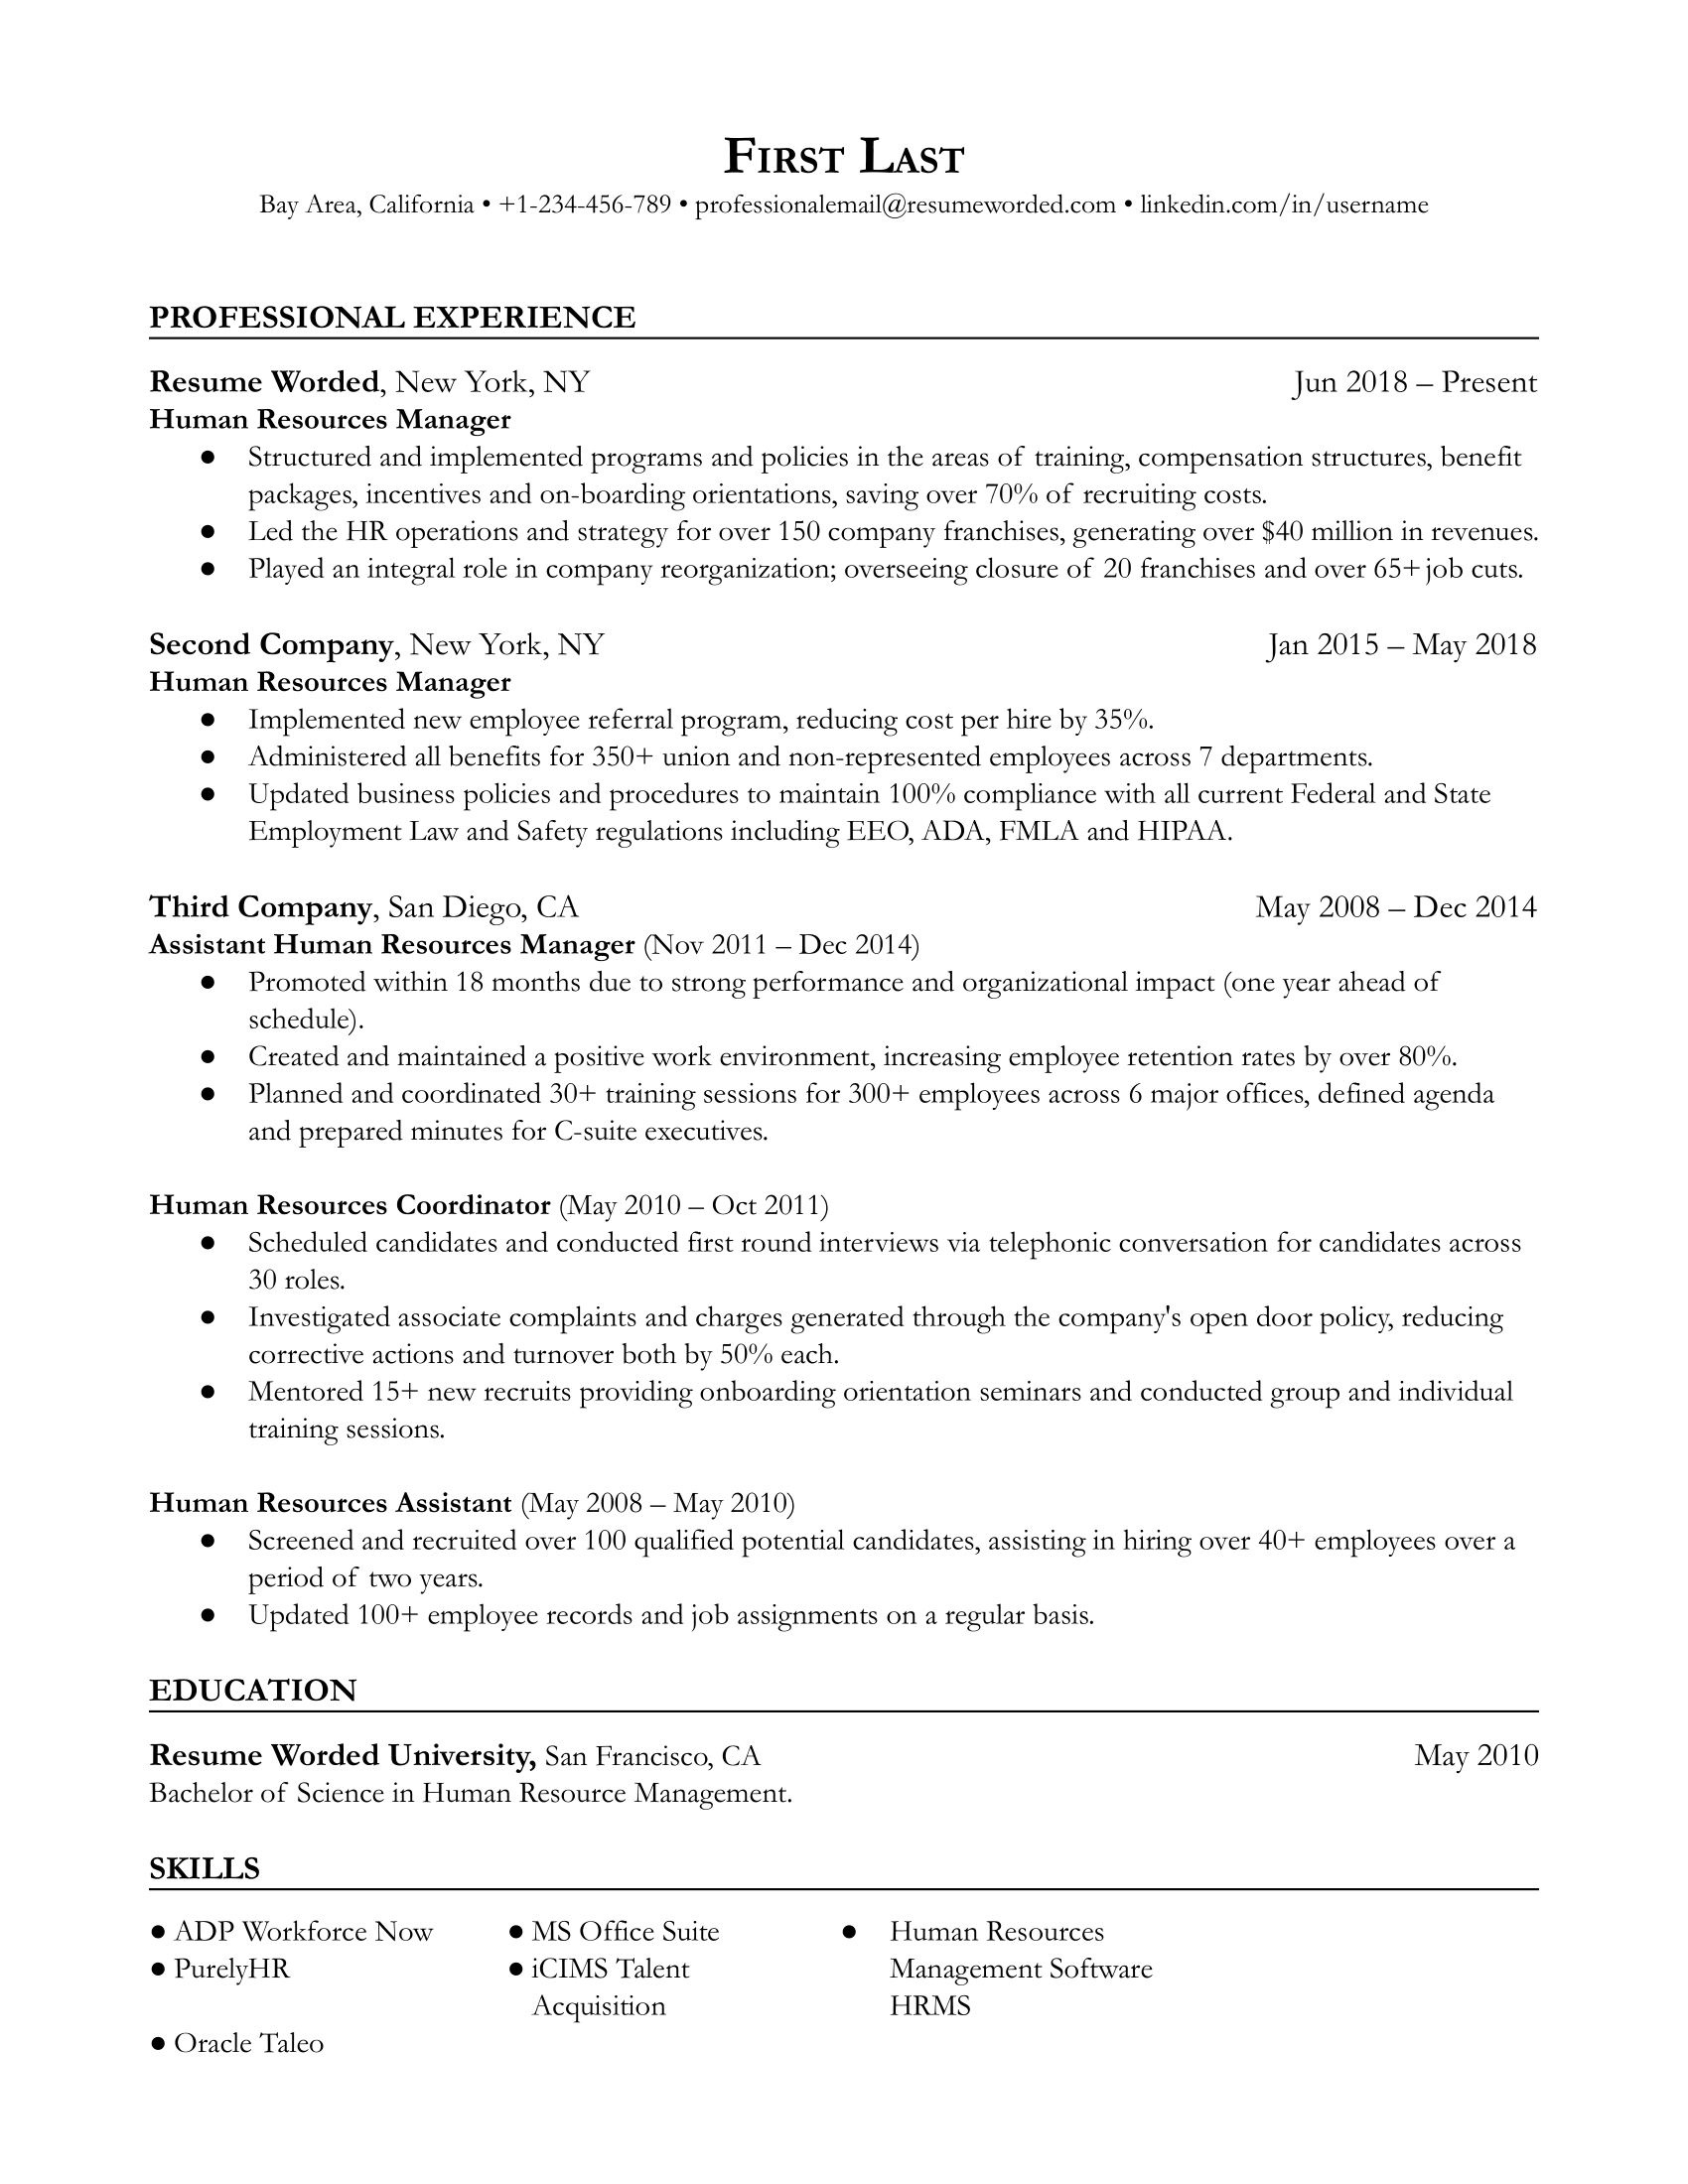 First Last
Bay Area, California • +1-234-456-789 • professionalemail@resumeworded.com • linkedin.com/in/username
PROFESSIONAL EXPERIENCE
Resume Worded, New York, NY Jun 2018 – Present
Human Resources Manager
● Structured and implemented programs and policies in the areas of training, compensation structures, benefit
packages, incentives and on-boarding orientations, saving over 70% of recruiting costs.
● Led the HR operations and strategy for over 150 company franchises, generating over $40 million in revenues.
● Played an integral role in company reorganization; overseeing closure of 20 franchises and over 65+ job cuts.
Second Company, New York, NY Jan 2015 – May 2018
Human Resources Manager
● Implemented new employee referral program, reducing cost per hire by 35%.
● Administered all benefits for 350+ union and non-represented employees across 7 departments.
● Updated business policies and procedures to maintain 100% compliance with all current Federal and State
Employment Law and Safety regulations including EEO, ADA, FMLA and HIPAA.
Third Company, San Diego, CA May 2008 – Dec 2014
Assistant Human Resources Manager (Nov 2011 – Dec 2014)
● Promoted within 18 months due to strong performance and organizational impact (one year ahead of
schedule).
● Created and maintained a positive work environment, increasing employee retention rates by over 80%.
● Planned and coordinated 30+ training sessions for 300+ employees across 6 major offices, defined agenda
and prepared minutes for C-suite executives.
Human Resources Coordinator (May 2010 – Oct 2011)
● Scheduled candidates and conducted first round interviews via telephonic conversation for candidates across
30 roles.
● Investigated associate complaints and charges generated through the company's open door policy, reducing
corrective actions and turnover both by 50% each.
● Mentored 15+ new recruits providing onboarding orientation seminars and conducted group and individual
training sessions.
Human Resources Assistant (May 2008 – May 2010)
● Screened and recruited over 100 qualified potential candidates, assisting in hiring over 40+ employees over a
period of two years.
● Updated 100+ employee records and job assignments on a regular basis.
EDUCATION
Resume Worded University, San Francisco, CA May 2010
Bachelor of Science in Human Resource Management.
SKILLS
● ADP Workforce Now ● MS Office Suite ● Human Resources
● PurelyHR ● iCIMS Talent Management Software
Acquisition HRMS
● Oracle Taleo